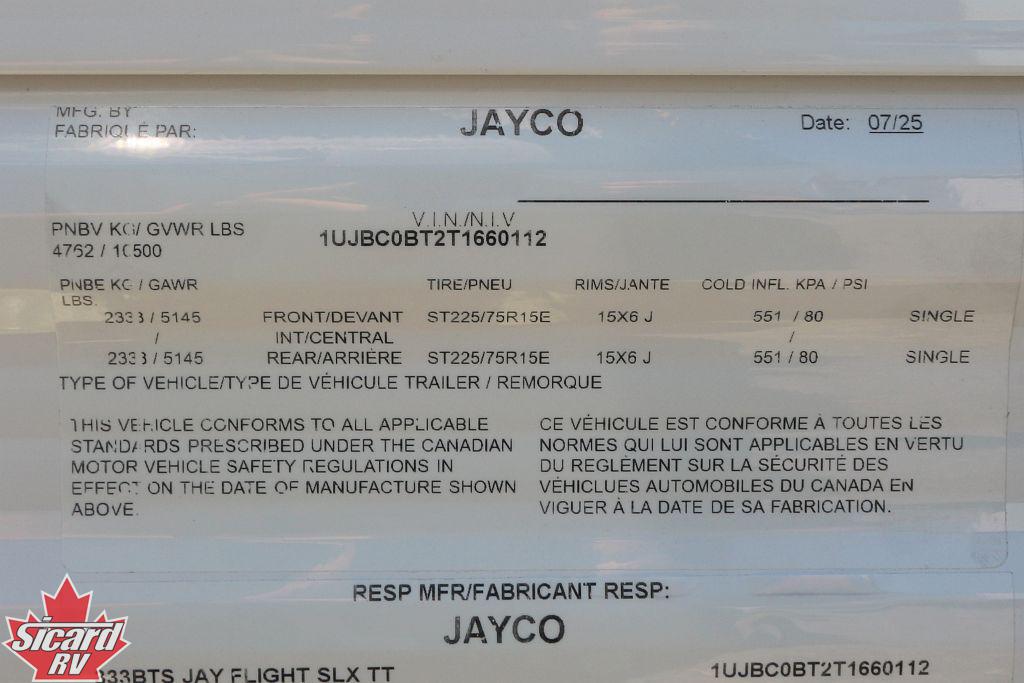 MFG. BY
FABRIQUÉ PAR:
JAYCO
Date: 07/25
V.I.N./N.I.V
PNBV KG/ GVWR LBS
1UJBC0BT2T1660112
4762 / 10500
PNBE KG / GAWR TIRE/PNEU RIMS/JANTE COLD INFL. KPA / PSI
LBS.
2333 / 5145 FRONT/DEVANT ST225/75R15E 15X6 J 551 / 80 SINGLE
/ INT/CENTRAL /
2333 / 5145 REAR/ARRIÈRE ST225/75R15E 15X6 J 551 / 80 SINGLE
TYPE OF VEHICLE/TYPE DE VÉHICULE TRAILER / REMORQUE
THIS VEHICLE CONFORMS TO ALL APPLICABLE
STANDARDS PRESCRIBED UNDER THE CANADIAN
MOTOR VEHICLE SAFETY REGULATIONS IN
EFFECT ON THE DATE OF MANUFACTURE SHOWN
ABOVE.
CE VÉHICULE EST CONFORME À TOUTES LES
NORMES QUI LUI SONT APPLICABLES EN VERTU
DU REGLÈMENT SUR LA SÉCURITÉ DES
VÉHICLUES AUTOMOBILES DU CANADA EN
VIGUER À LA DATE DE SA FABRICATION.
RESP MFR/FABRICANT RESP:
JAYCO
333BTS JAY FLIGHT SLX TT 1UJBC0BT2T1660112
Sicard
RV